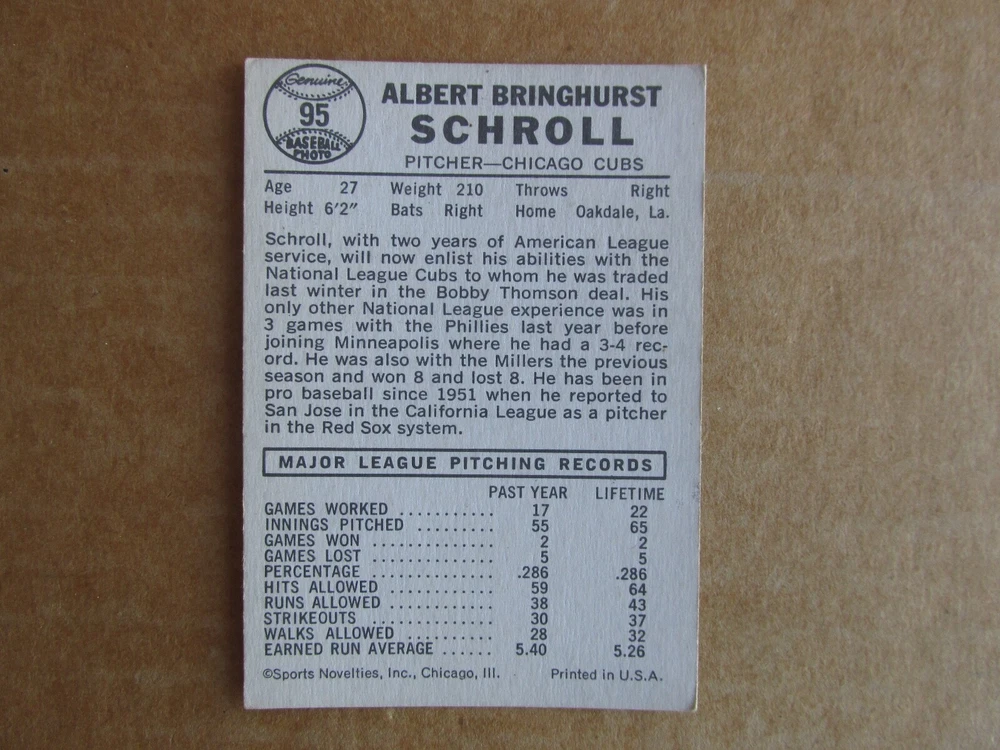 Genuine
95
BASEBALL
PHOTO
ALBERT BRINGHURST
SCHROLL
PITCHER—CHICAGO CUBS
Age 27 Weight 210 Throws Right
Height 6'2" Bats Right Home Oakdale, La.
Schroll, with two years of American League
service, will now enlist his abilities with the
National League Cubs to whom he was traded
last winter in the Bobby Thomson deal. His
only other National League experience was in
3 games with the Phillies last year before
joining Minneapolis where he had a 3-4 rec-
ord. He was also with the Millers the previous
season and won 8 and lost 8. He has been in
pro baseball since 1951 when he reported to
San Jose in the California League as a pitcher
in the Red Sox system.
MAJOR LEAGUE PITCHING RECORDS
PAST YEAR LIFETIME
GAMES WORKED .......... 17 22
INNINGS PITCHED ......... 55 65
GAMES WON ............. 2 2
GAMES LOST ............. 5 5
PERCENTAGE ............. .286 .286
HITS ALLOWED ........... 59 64
RUNS ALLOWED ........... 38 43
STRIKEOUTS ............. 30 37
WALKS ALLOWED .......... 28 32
EARNED RUN AVERAGE ...... 5.40 5.26
©Sports Novelties, Inc., Chicago, Ill. Printed in U.S.A.